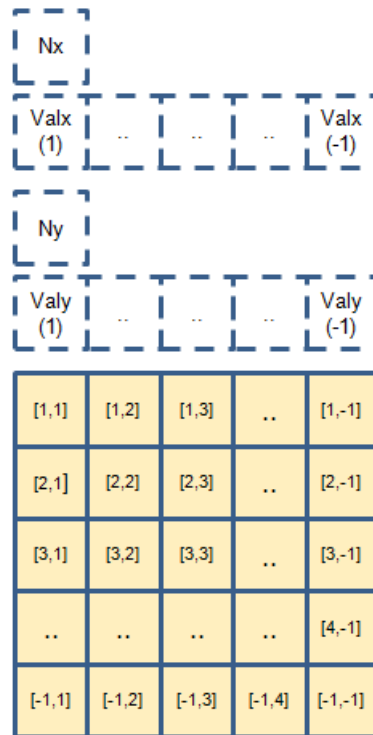 Nx
Valx .. .. .. Valx
(1) (-1)
Ny
Valy .. .. .. Valy
(1) (-1)
[1,1] [1,2] [1,3] .. [1,-1]
[2,1] [2,2] [2,3] .. [2,-1]
[3,1] [3,2] [3,3] .. [3,-1]
.. .. .. .. [4,-1]
[-1,1] [-1,2] [-1,3] [-1,4] [-1,-1]